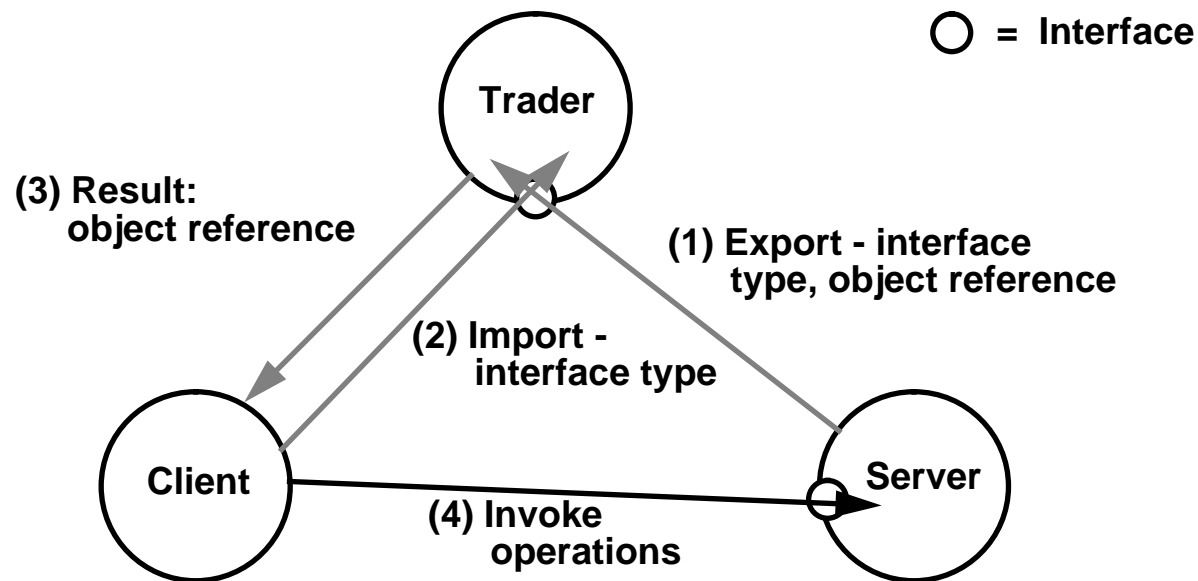 = Interface
Trader
(3) Result:
object reference
(1) Export - interface
type, object reference
(2) Import -
interface type
Client
Server
(4) Invoke
operations